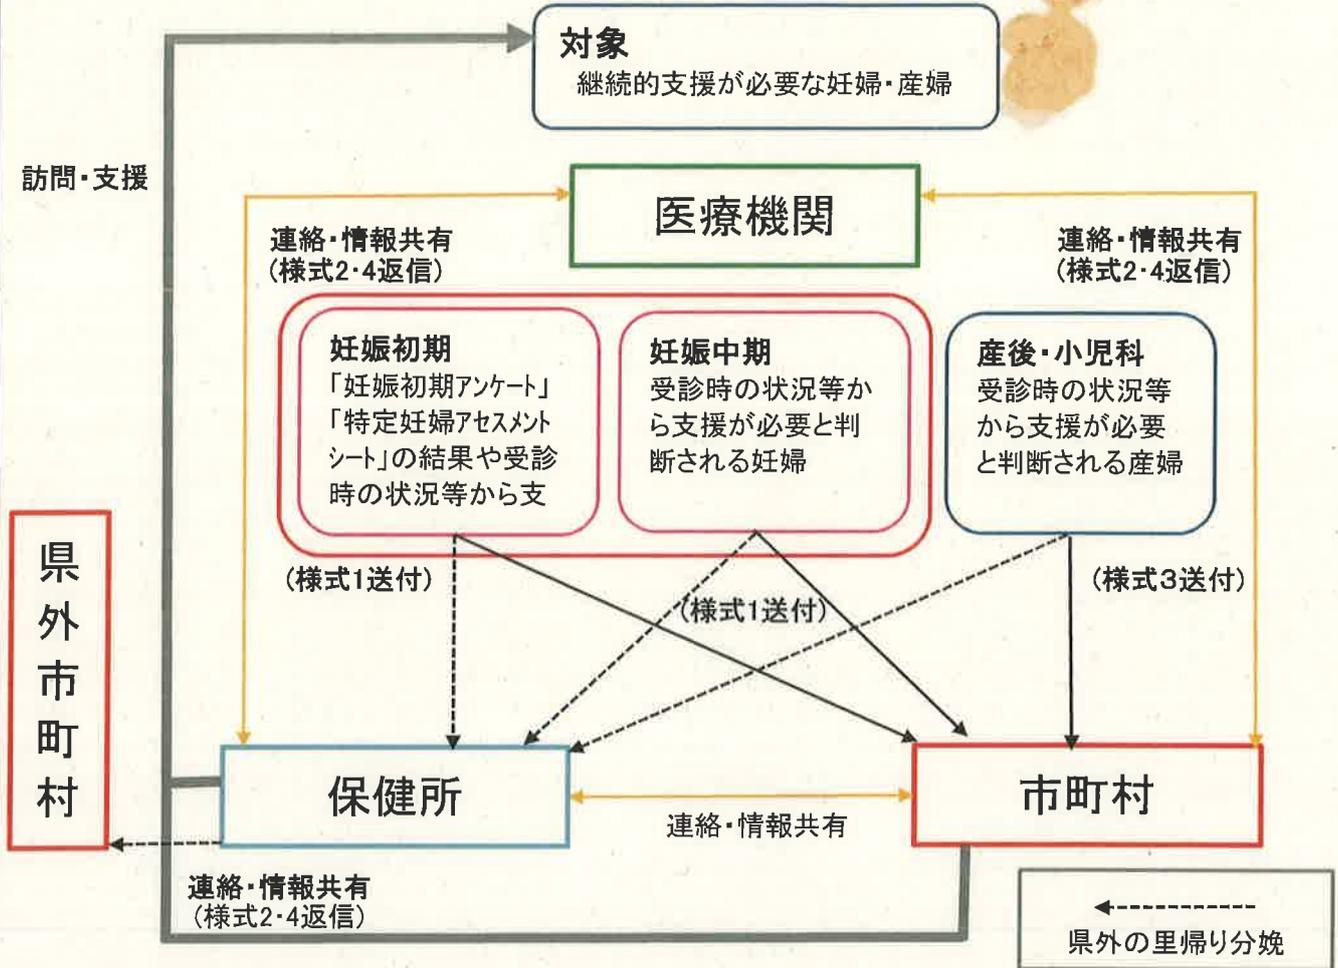 対象
継続的支援が必要な妊婦・産婦
訪問・支援
医療機関
連絡・情報共有
(様式2・4返信)
連絡・情報共有
(様式2・4返信)
妊娠初期
「妊娠初期アンケート」
「特定妊婦アセスメント
シート」の結果や受診
時の状況等から支
妊娠中期
受診時の状況等か
ら支援が必要と判
断される妊婦
産後・小児科
受診時の状況等
から支援が必要
と判断される産婦
県外市町村
(様式1送付)
(様式1送付)
(様式3送付)
保健所
連絡・情報共有
市町村
連絡・情報共有
(様式2・4返信)
県外の里帰り分娩